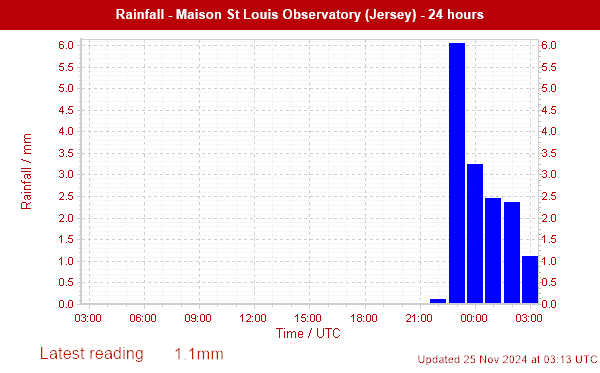 Rainfall - Maison St Louis Observatory (Jersey) - 24 hours
6.0 6.0
5.5 5.5
5.0 5.0
4.5 4.5
4.0 4.0
3.5 3.5
3.0 3.0
2.5 2.5
2.0 2.0
1.5 1.5
1.0 1.0
0.5 0.5
0.0 0.0
Rainfall / mm
03:00 06:00 09:00 12:00 15:00 18:00 21:00 00:00 03:00
Time / UTC
Latest reading 1.1mm
Updated 25 Nov 2024 at 03:13 UTC